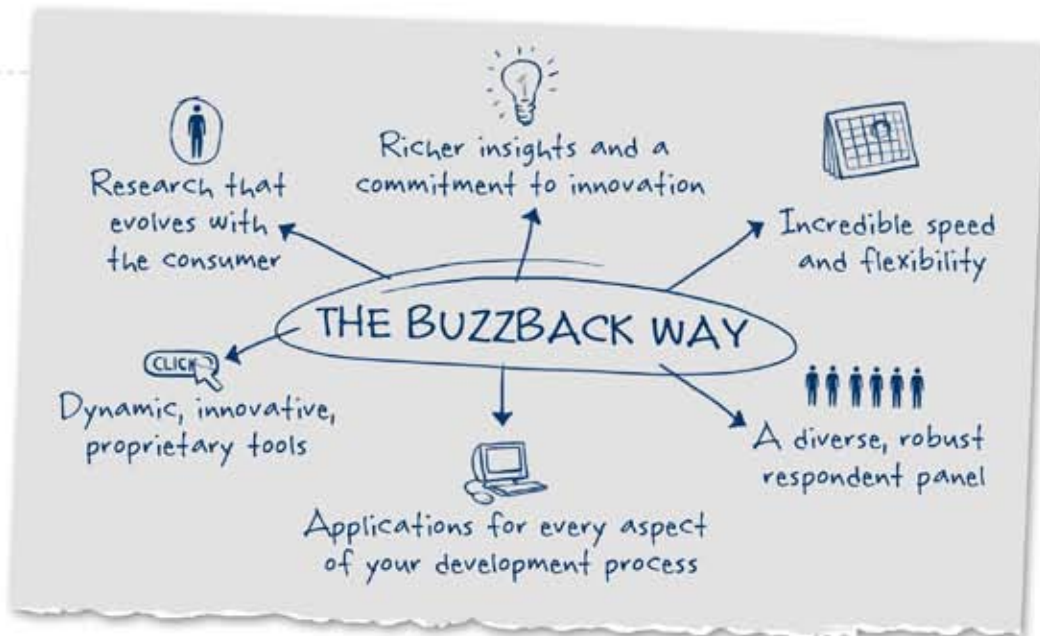 Richer insights and a
commitment to innovation
Research that
evolves with
the consumer
Incredible speed
and flexibility
THE BUZZBACK WAY
CLICK
Dynamic, innovative,
proprietary tools
A diverse, robust
respondent panel
Applications for every aspect
of your development process